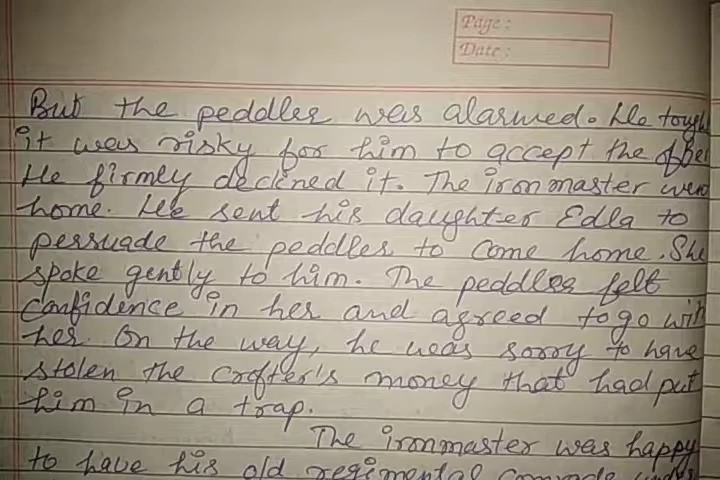 Page :
Date :
But the peddler was alarmed. He
it was risky for him to accept the
He firmly declined it. The ironmaster went
home. He sent his daughter Edla to
perssuade the peddler to come home. She
spoke gently to him. The peddler felt
confidence in her and agreed to go with
her. On the way, he was sorry to have
stolen the crofter's money that had put
him in a trap.
The ironmaster was happy
to have his old regimental comrade